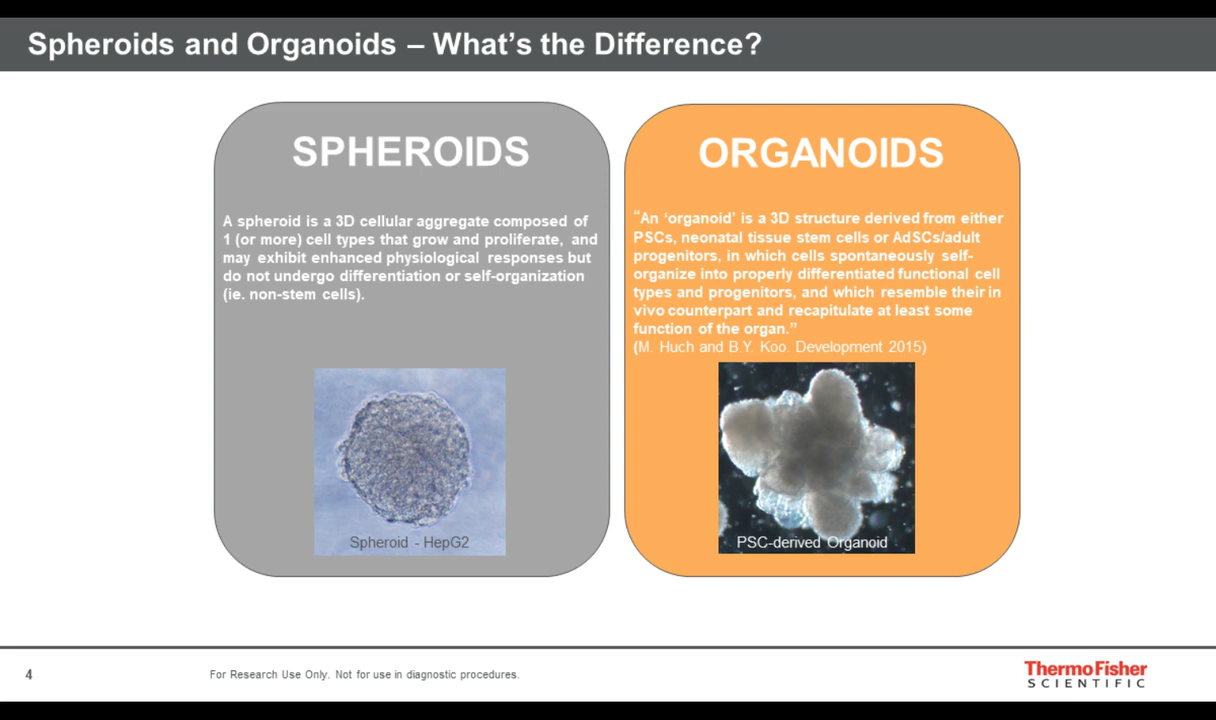 Spheroids and Organoids – What's the Difference?
SPHEROIDS
A spheroid is a 3D cellular aggregate composed of
1 (or more) cell types that grow and proliferate, and
may exhibit enhanced physiological responses but
do not undergo differentiation or self-organization
(ie. non-stem cells).
Spheroid - HepG2
ORGANOIDS
“An ‘organoid’ is a 3D structure derived from either
PSCs, neonatal tissue stem cells or AdSCs/adult
progenitors, in which cells spontaneously self-
organize into properly differentiated functional cell
types and progenitors, and which resemble their in
vivo counterpart and recapitulate at least some
function of the organ.”
(M. Huch and B.Y. Koo. Development 2015)
PSC-derived Organoid
4
For Research Use Only. Not for use in diagnostic procedures.
ThermoFisher
SCIENTIFIC